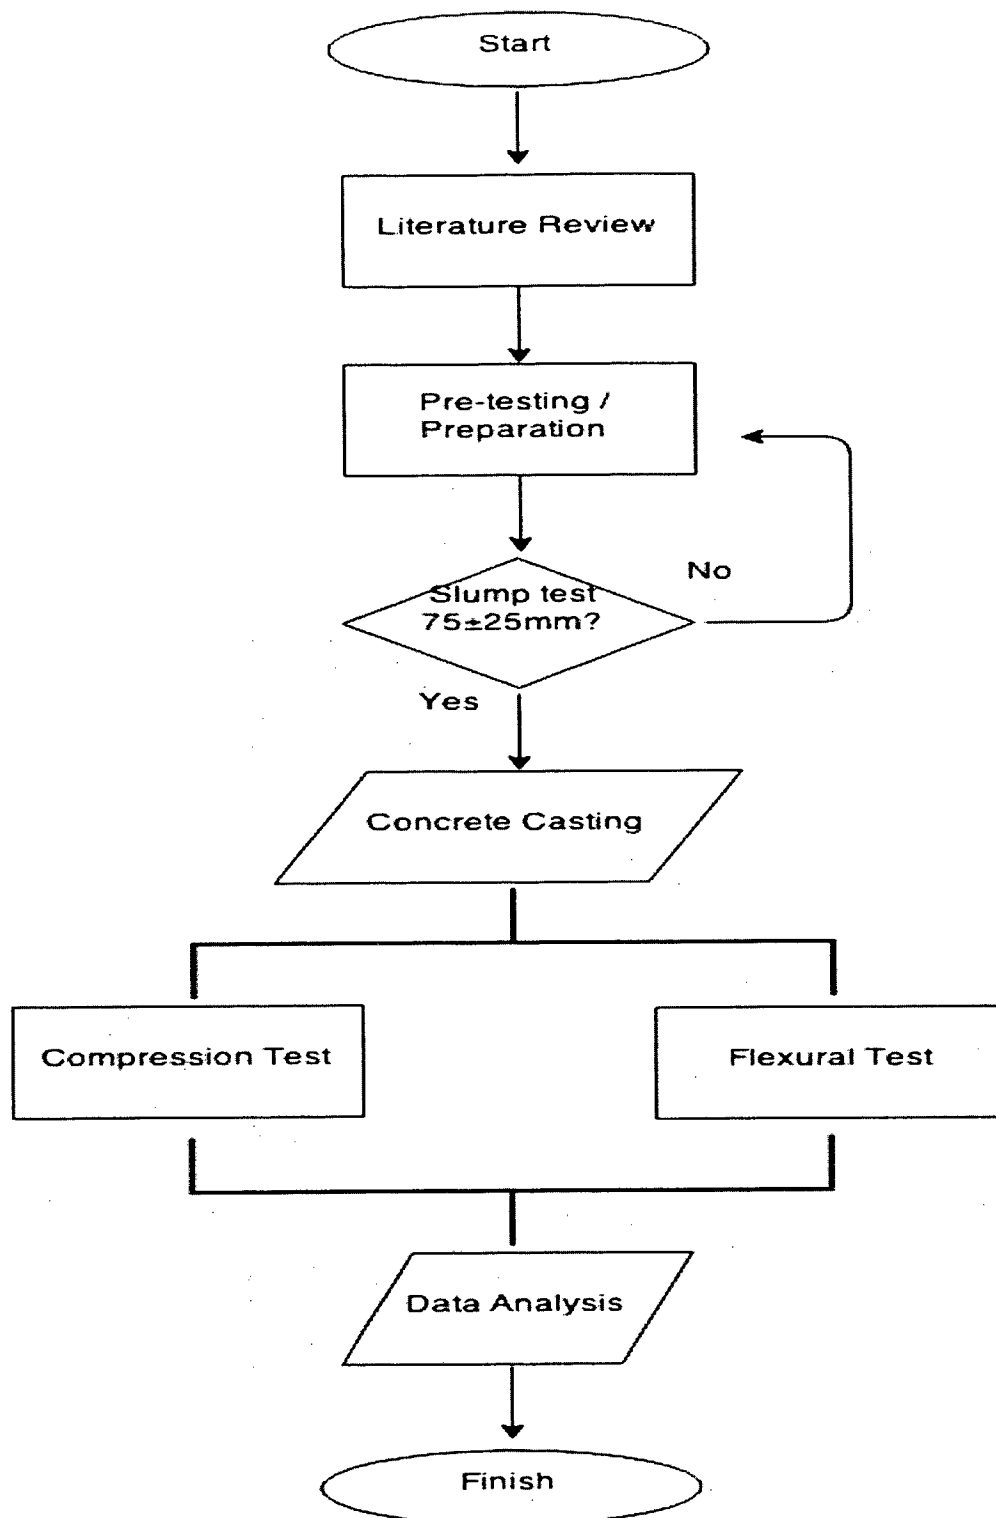 Start
Literature Review
Pre-testing /
Preparation
Slump test
75±25mm?
No
Yes
Concrete Casting
Compression Test
Flexural Test
Data Analysis
Finish